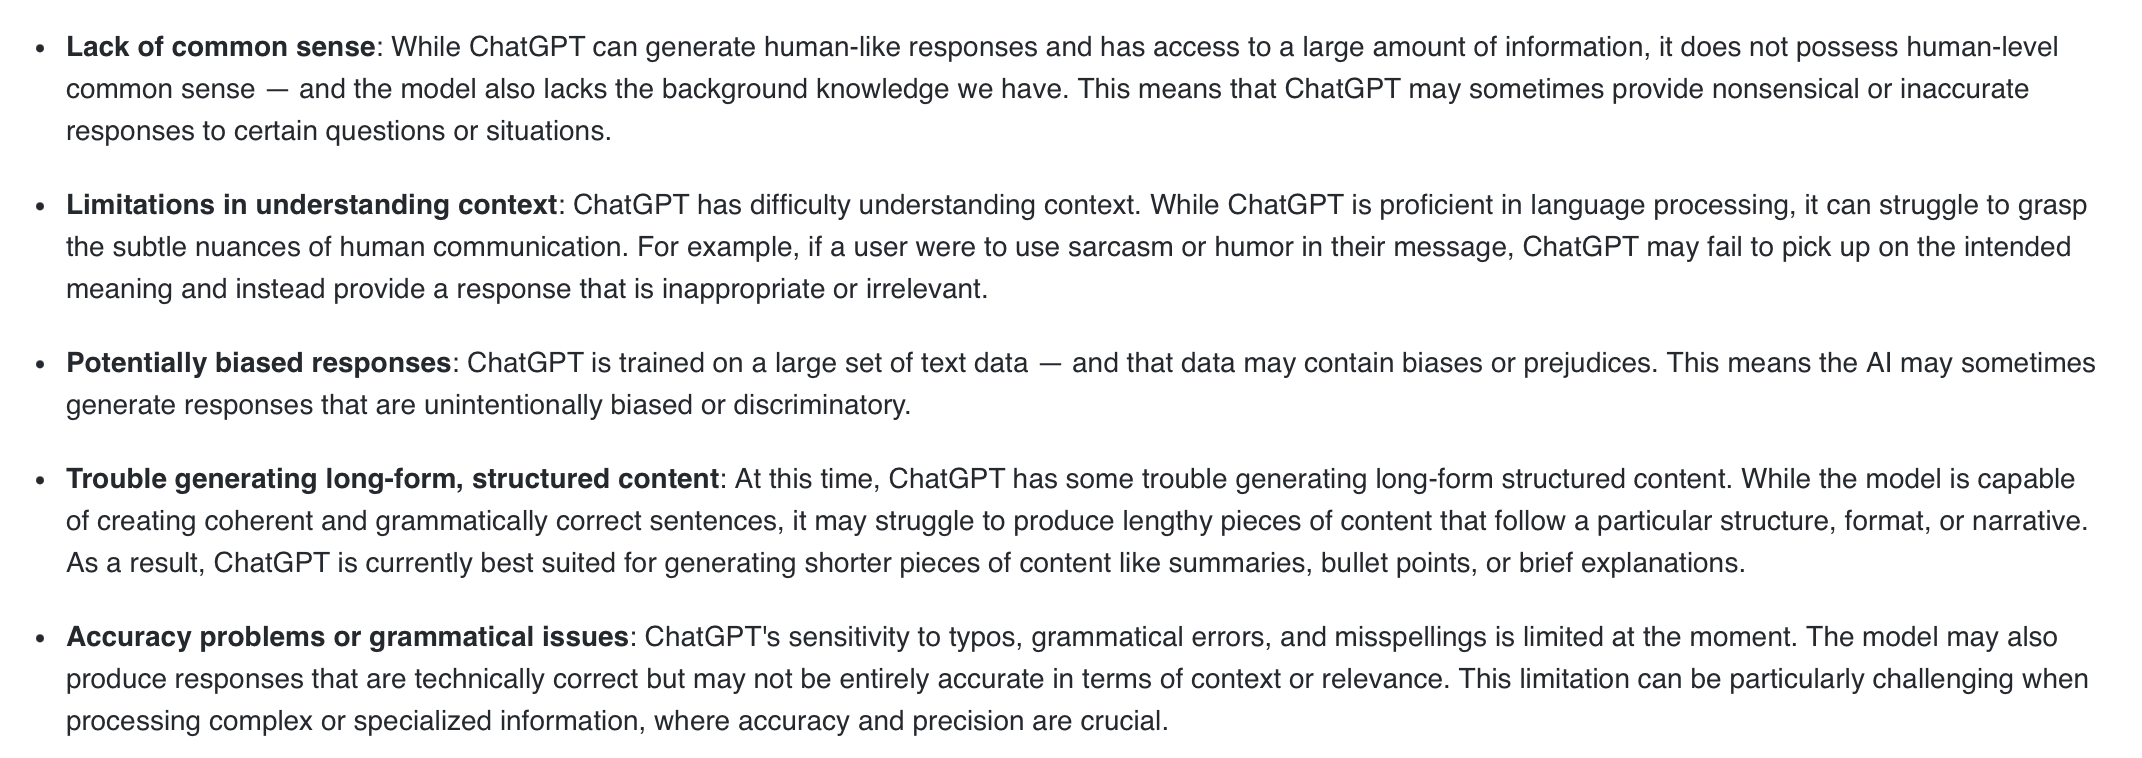 • Lack of common sense: While ChatGPT can generate human-like responses and has access to a large amount of information, it does not possess human-level
common sense — and the model also lacks the background knowledge we have. This means that ChatGPT may sometimes provide nonsensical or inaccurate
responses to certain questions or situations.
• Limitations in understanding context: ChatGPT has difficulty understanding context. While ChatGPT is proficient in language processing, it can struggle to grasp
the subtle nuances of human communication. For example, if a user were to use sarcasm or humor in their message, ChatGPT may fail to pick up on the intended
meaning and instead provide a response that is inappropriate or irrelevant.
• Potentially biased responses: ChatGPT is trained on a large set of text data — and that data may contain biases or prejudices. This means the AI may sometimes
generate responses that are unintentionally biased or discriminatory.
• Trouble generating long-form, structured content: At this time, ChatGPT has some trouble generating long-form structured content. While the model is capable
of creating coherent and grammatically correct sentences, it may struggle to produce lengthy pieces of content that follow a particular structure, format, or narrative.
As a result, ChatGPT is currently best suited for generating shorter pieces of content like summaries, bullet points, or brief explanations.
• Accuracy problems or grammatical issues: ChatGPT's sensitivity to typos, grammatical errors, and misspellings is limited at the moment. The model may also
produce responses that are technically correct but may not be entirely accurate in terms of context or relevance. This limitation can be particularly challenging when
processing complex or specialized information, where accuracy and precision are crucial.